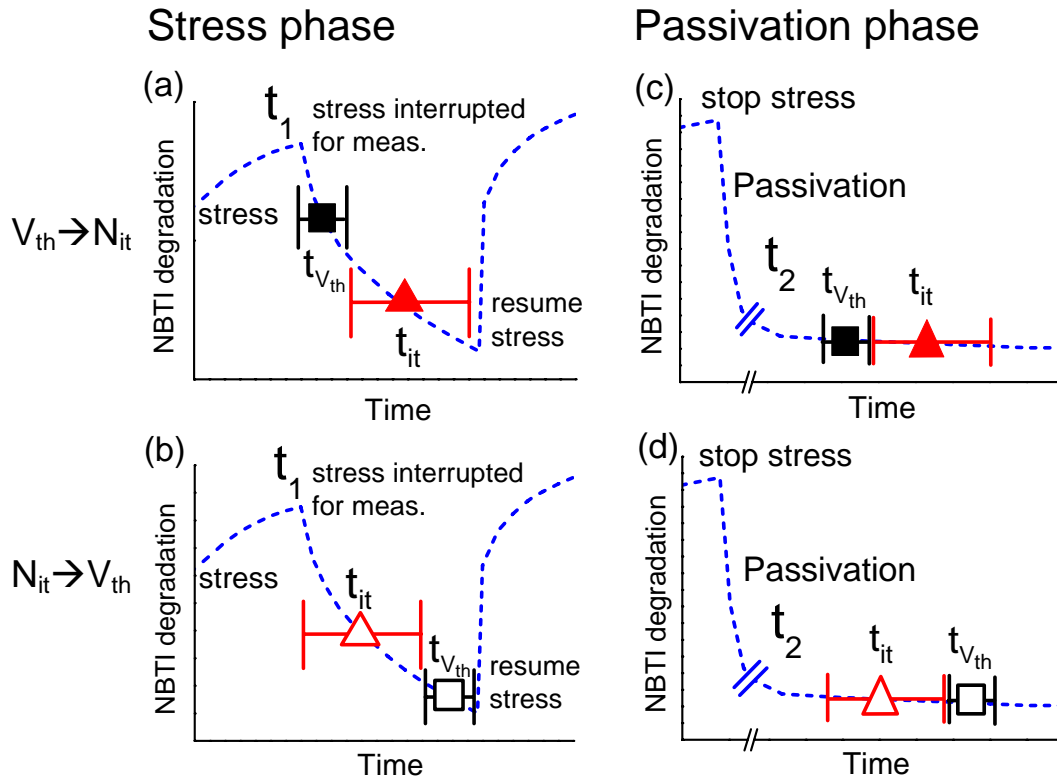 Stress phase
Passivation phase
Vth→Nit
(a)
t1
stress interrupted
for meas.
stress
tVth
tit
resume
stress
NBTI degradation
Time
(c)
stop stress
Passivation
t2
tVth
tit
NBTI degradation
Time
Nit→Vth
(b)
t1
stress interrupted
for meas.
stress
tit
tVth
resume
stress
NBTI degradation
Time
(d)
stop stress
Passivation
t2
tit
tVth
NBTI degradation
Time